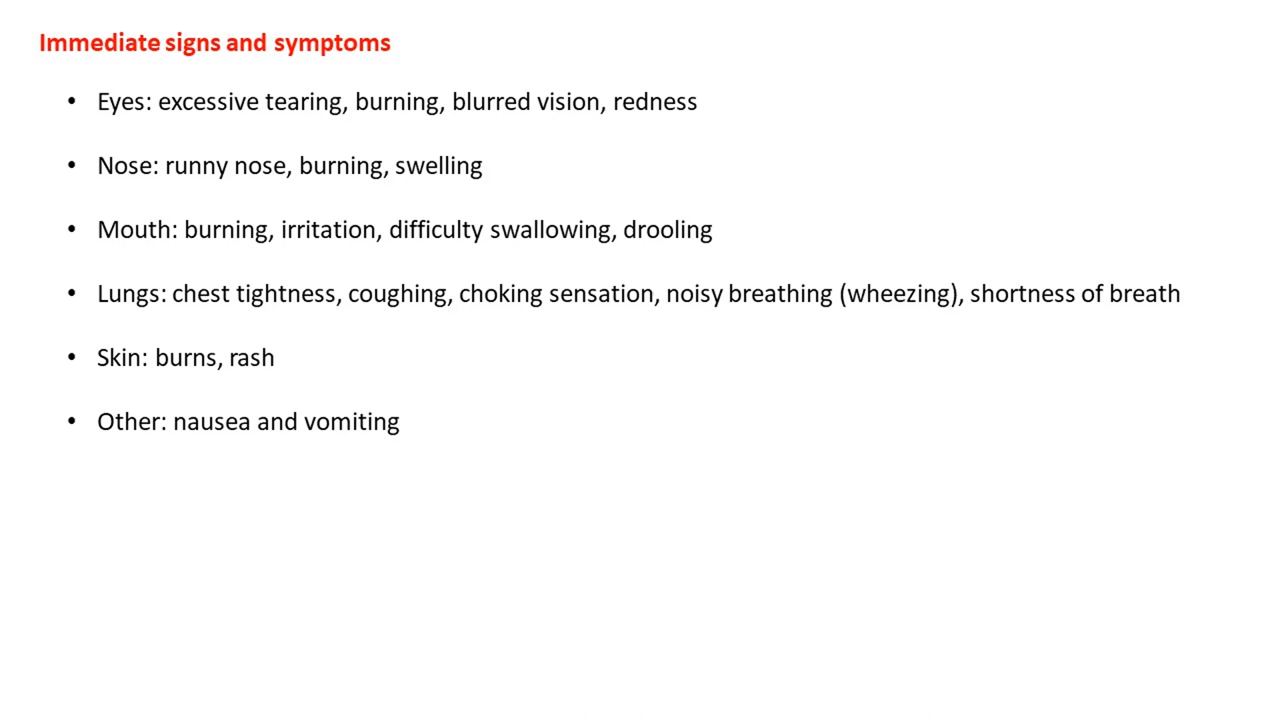 Immediate signs and symptoms
• Eyes: excessive tearing, burning, blurred vision, redness
• Nose: runny nose, burning, swelling
• Mouth: burning, irritation, difficulty swallowing, drooling
• Lungs: chest tightness, coughing, choking sensation, noisy breathing (wheezing), shortness of breath
• Skin: burns, rash
• Other: nausea and vomiting